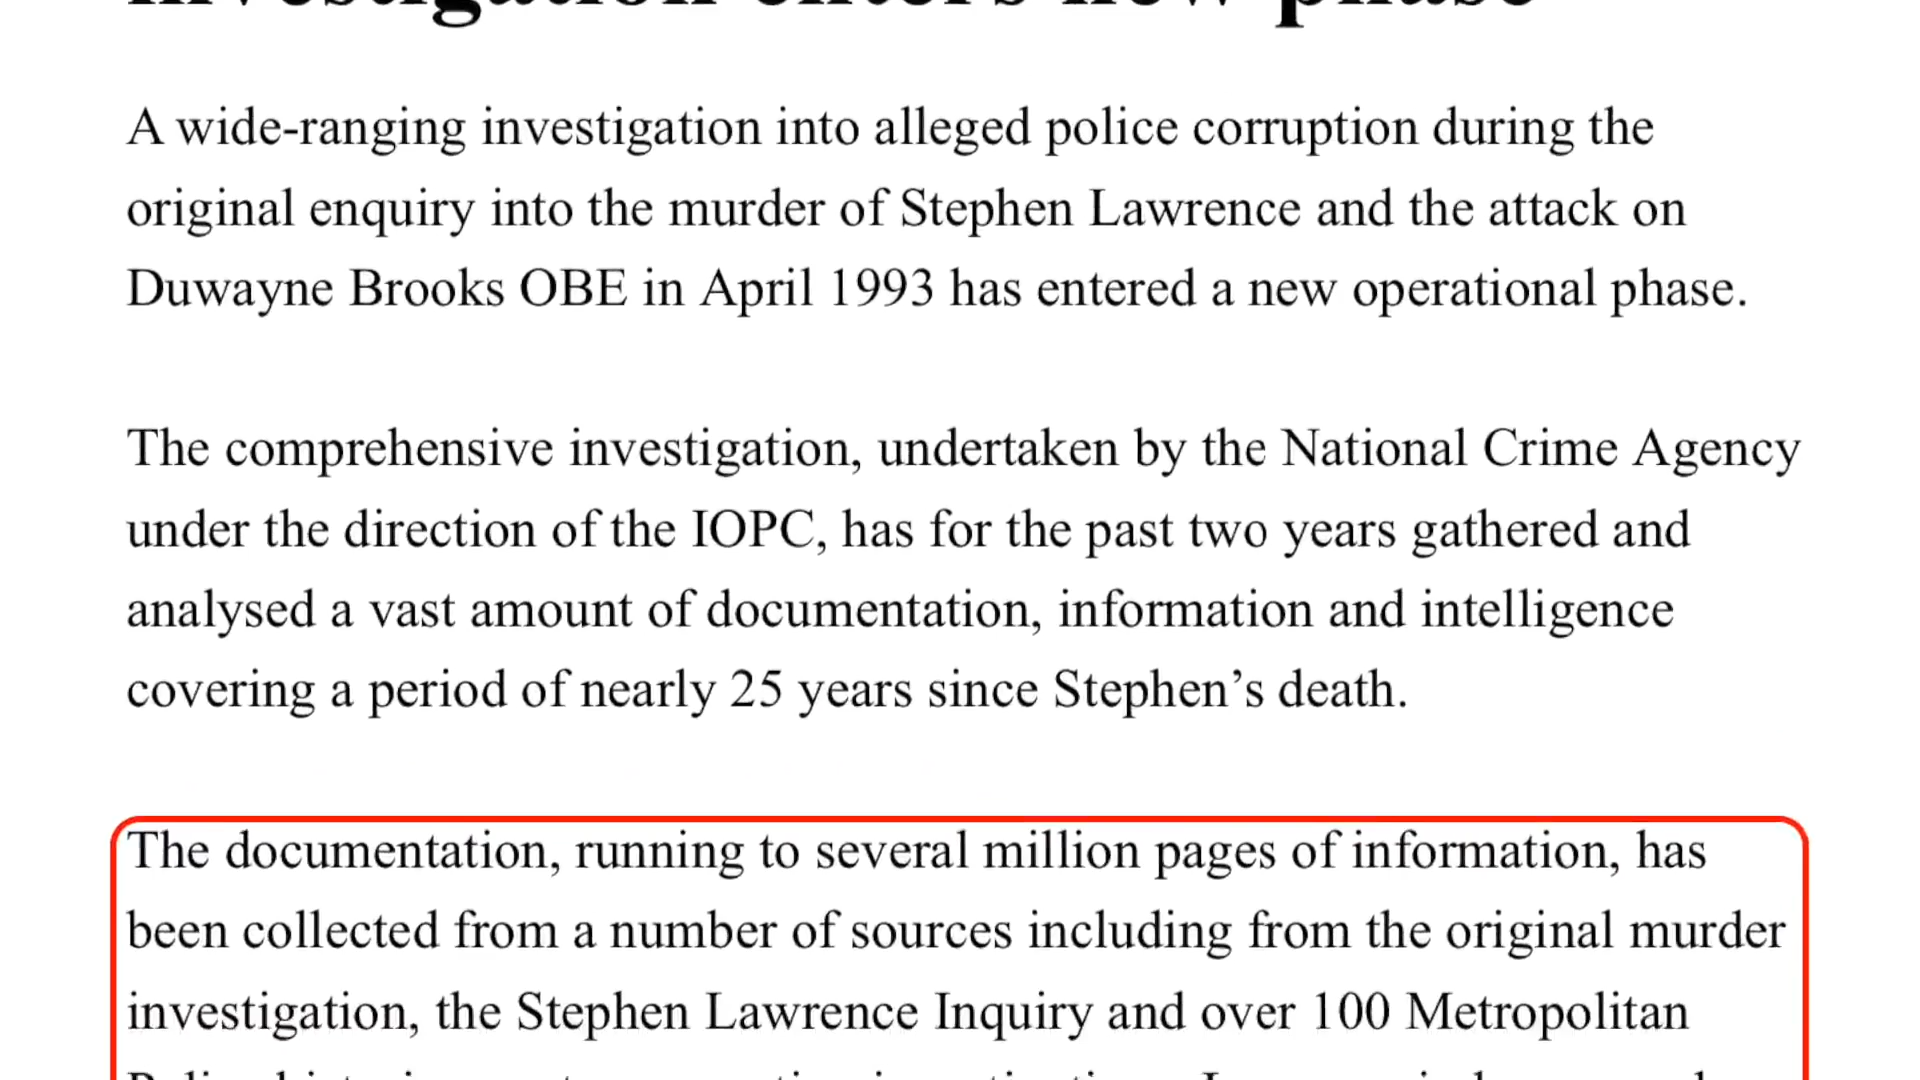 investigation enters new phase
A wide-ranging investigation into alleged police corruption during the
original enquiry into the murder of Stephen Lawrence and the attack on
Duwayne Brooks OBE in April 1993 has entered a new operational phase.
The comprehensive investigation, undertaken by the National Crime Agency
under the direction of the IOPC, has for the past two years gathered and
analysed a vast amount of documentation, information and intelligence
covering a period of nearly 25 years since Stephen’s death.
The documentation, running to several million pages of information, has
been collected from a number of sources including from the original murder
investigation, the Stephen Lawrence Inquiry and over 100 Metropolitan